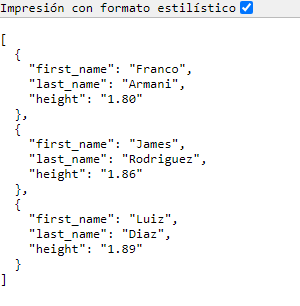 Impresión con formato estilístico
[
  {
    "first_name": "Franco",
    "last_name": "Armani",
    "height": "1.80"
  },
  {
    "first_name": "James",
    "last_name": "Rodriguez",
    "height": "1.86"
  },
  {
    "first_name": "Luiz",
    "last_name": "Diaz",
    "height": "1.89"
  }
]